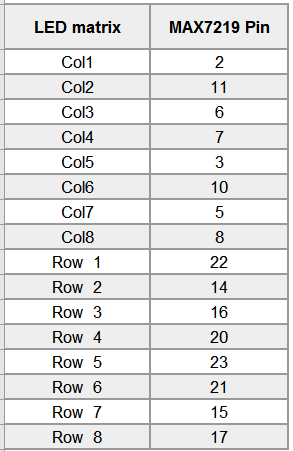 LED matrix MAX7219 Pin
Col1 2
Col2 11
Col3 6
Col4 7
Col5 3
Col6 10
Col7 5
Col8 8
Row 1 22
Row 2 14
Row 3 16
Row 4 20
Row 5 23
Row 6 21
Row 7 15
Row 8 17